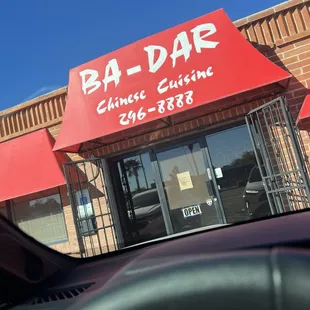 BA-DAR
Chinese Cuisine
296-8888
OPEN